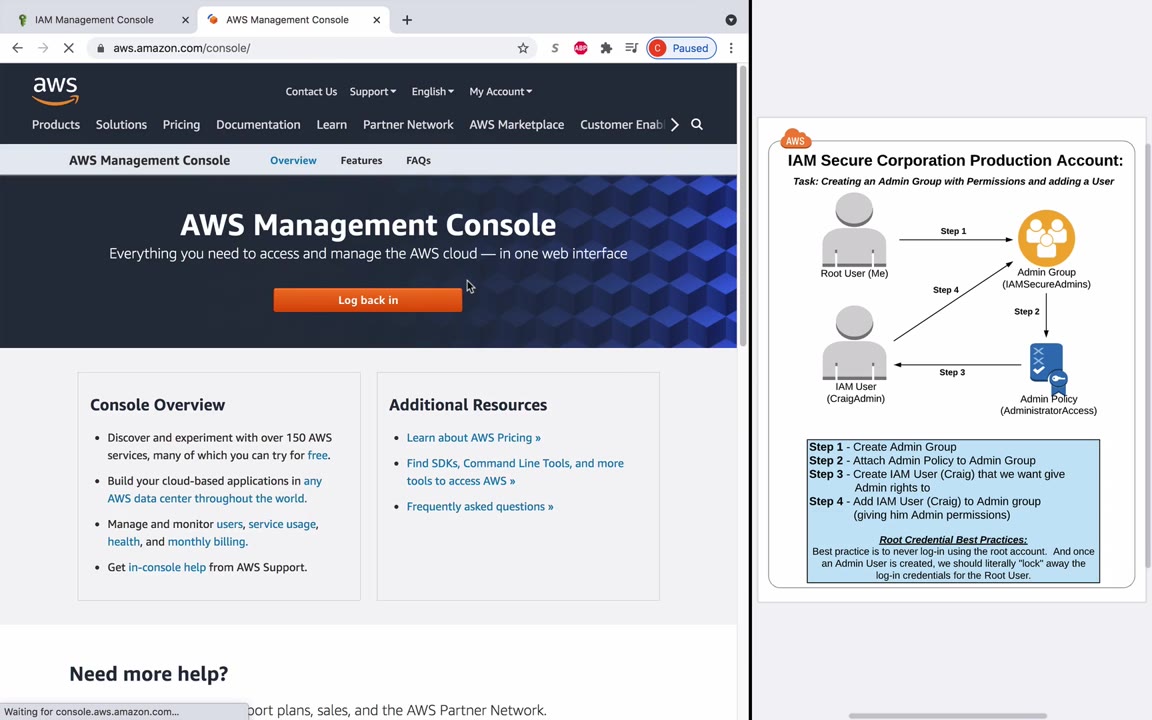 IAM Management Console
AWS Management Console
aws.amazon.com/console/
S
ABP
C Paused
aws
Contact Us Support English My Account
Products Solutions Pricing Documentation Learn Partner Network AWS Marketplace Customer Enab
AWS Management Console Overview Features FAQs
AWS Management Console
Everything you need to access and manage the AWS cloud — in one web interface
Log back in
Console Overview
• Discover and experiment with over 150 AWS
services, many of which you can try for free.
• Build your cloud-based applications in any
AWS data center throughout the world.
• Manage and monitor users, service usage,
health, and monthly billing.
• Get in-console help from AWS Support.
Additional Resources
• Learn about AWS Pricing »
• Find SDKs, Command Line Tools, and more
tools to access AWS »
• Frequently asked questions »
Need more help?
port plans, sales, and the AWS Partner Network.
Waiting for console.aws.amazon.com...
AWS
IAM Secure Corporation Production Account:
Task: Creating an Admin Group with Permissions and adding a User
Step 1
Root User (Me)
Admin Group
(IAMSecureAdmins)
Step 4
Step 2
Step 3
IAM User
(CraigAdmin)
Admin Policy
(AdministratorAccess)
Step 1 - Create Admin Group
Step 2 - Attach Admin Policy to Admin Group
Step 3 - Create IAM User (Craig) that we want give
Admin rights to
Step 4 - Add IAM User (Craig) to Admin group
(giving him Admin permissions)
Root Credential Best Practices:
Best practice is to never log-in using the root account. And once
an Admin User is created, we should literally "lock" away the
log-in credentials for the Root User.